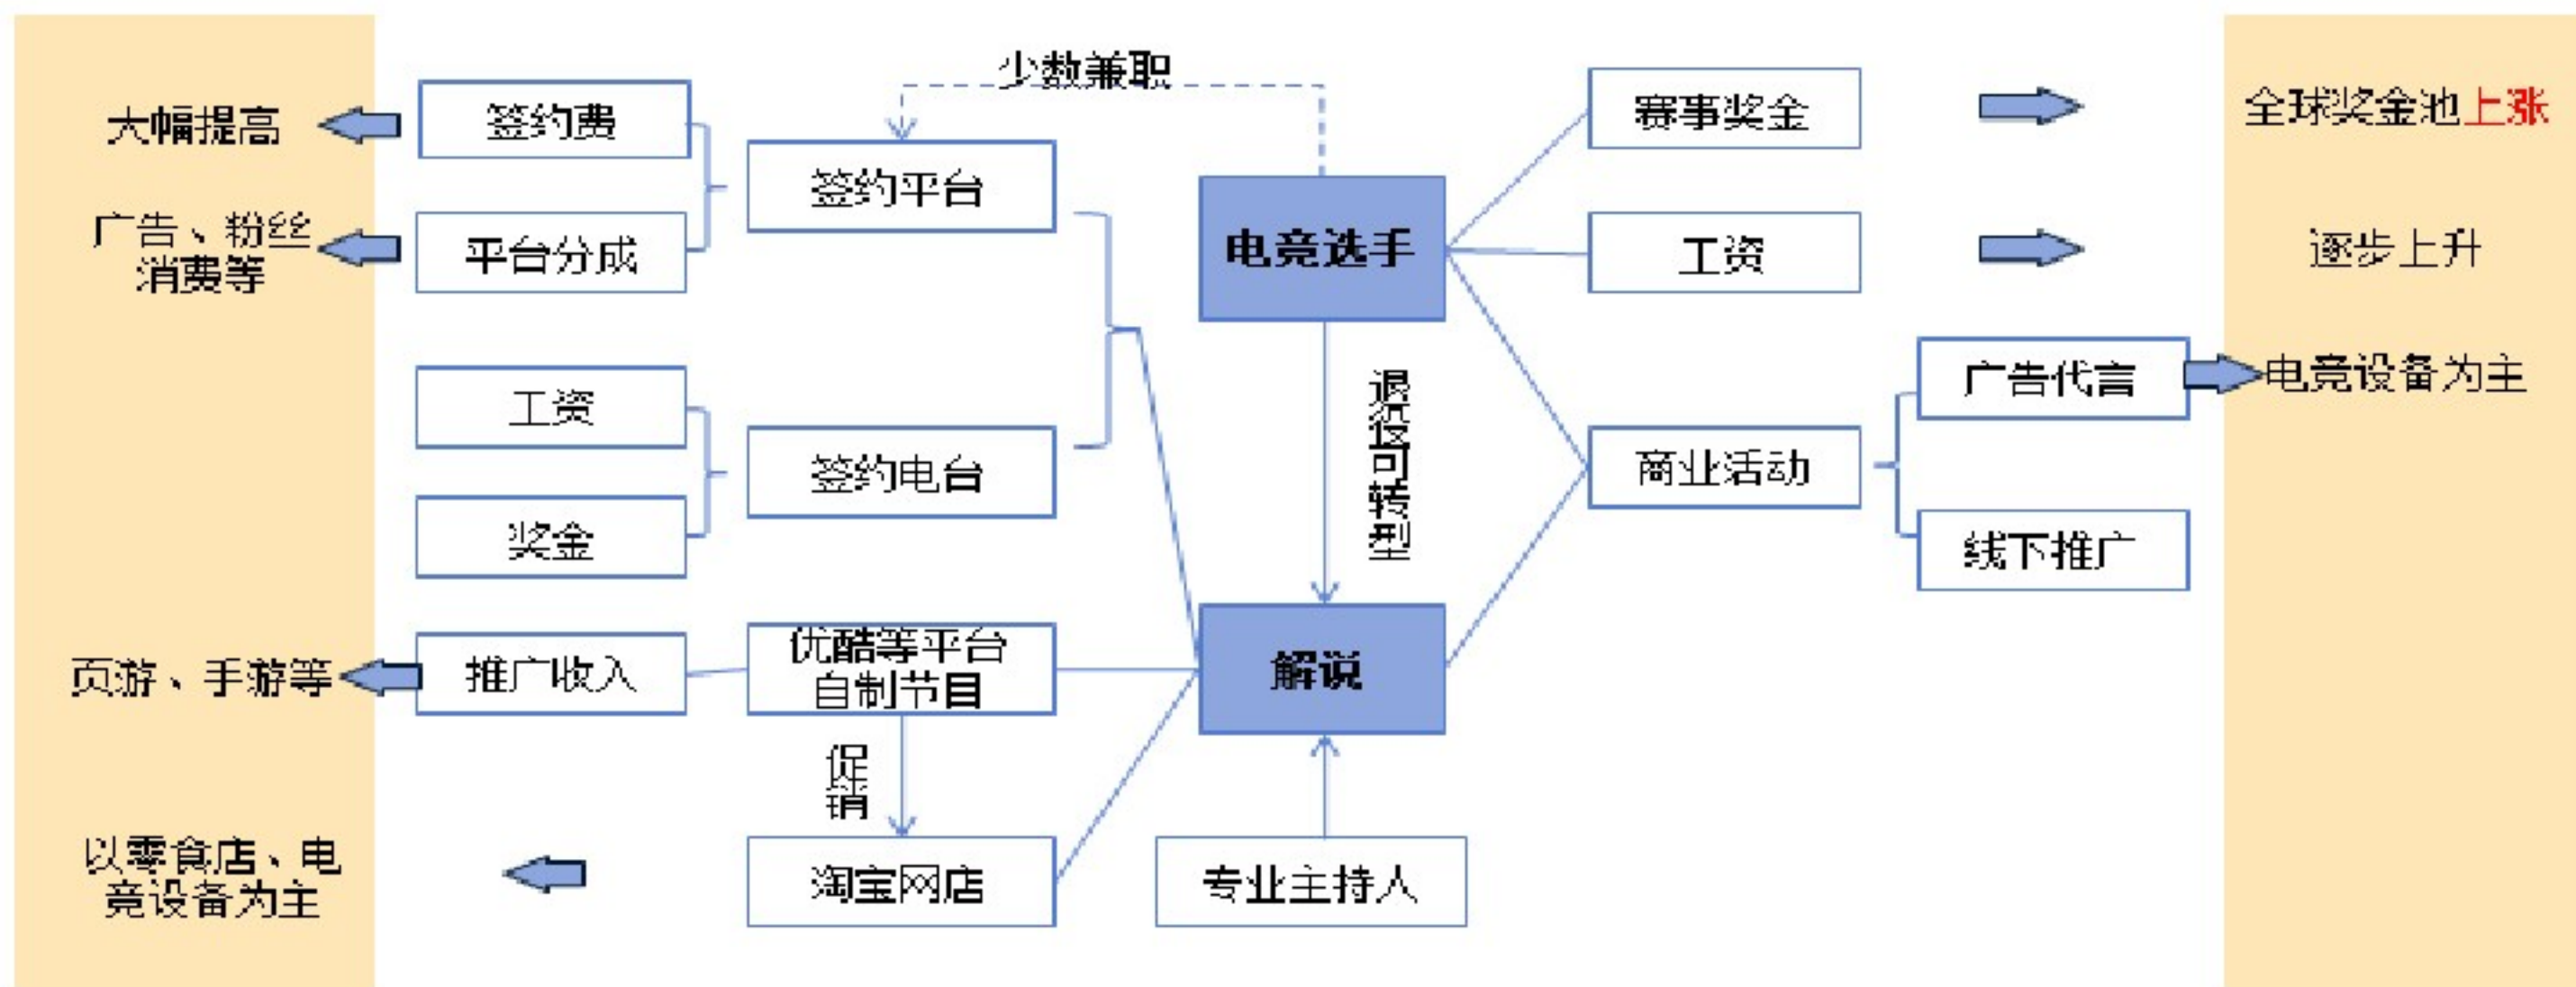 少数兼职
大幅提高
签约费
签约平台
广告、粉丝
消费等
平台分成
工资
签约电台
奖金
页游、手游等
推广收入
优酷等平台
自制节目
促销
以零食店、电
竞设备为主
淘宝网店
电竞选手
退役可转型
解说
专业主持人
赛事奖金
全球奖金池上涨
工资
逐步上升
商业活动
广告代言
电竞设备为主
线下推广